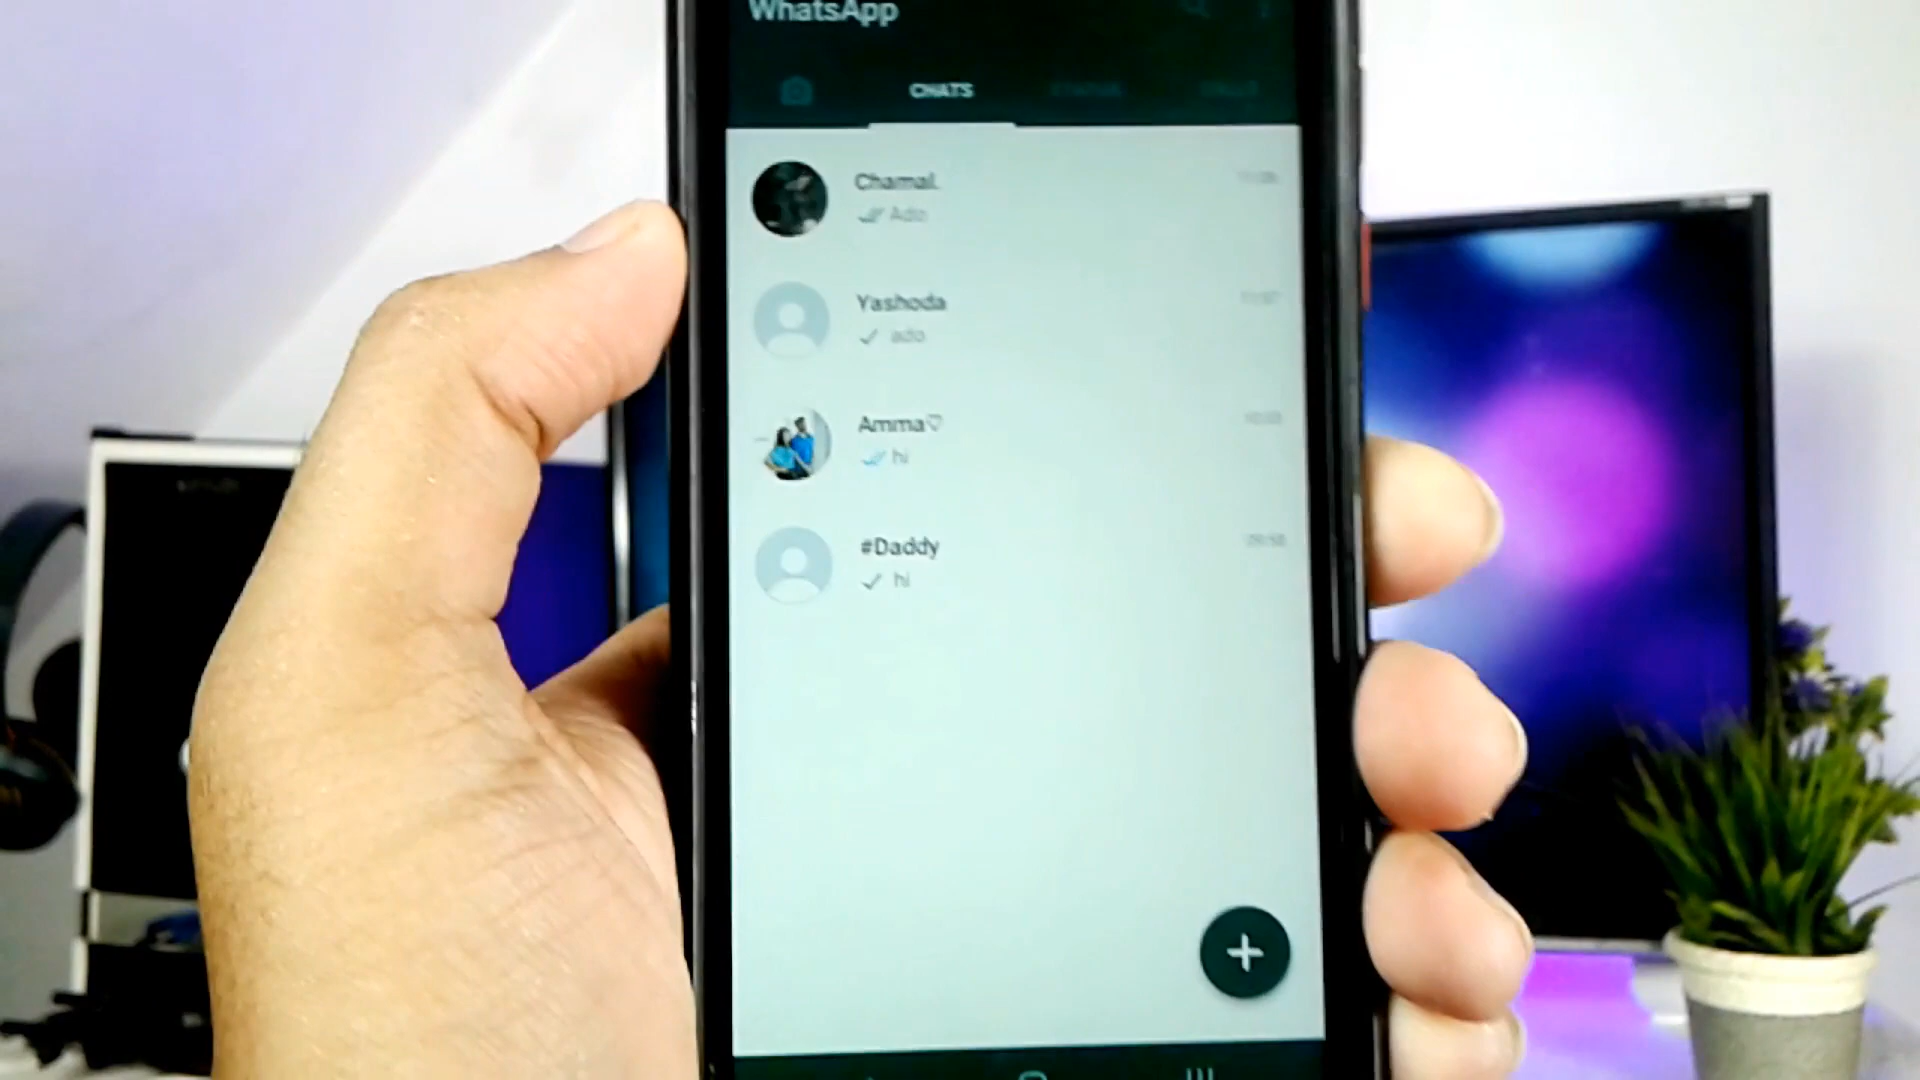 WhatsApp
CHATS
Chamal.
Ado
Yashoda
ado
Amma♡
hi
#Daddy
hi